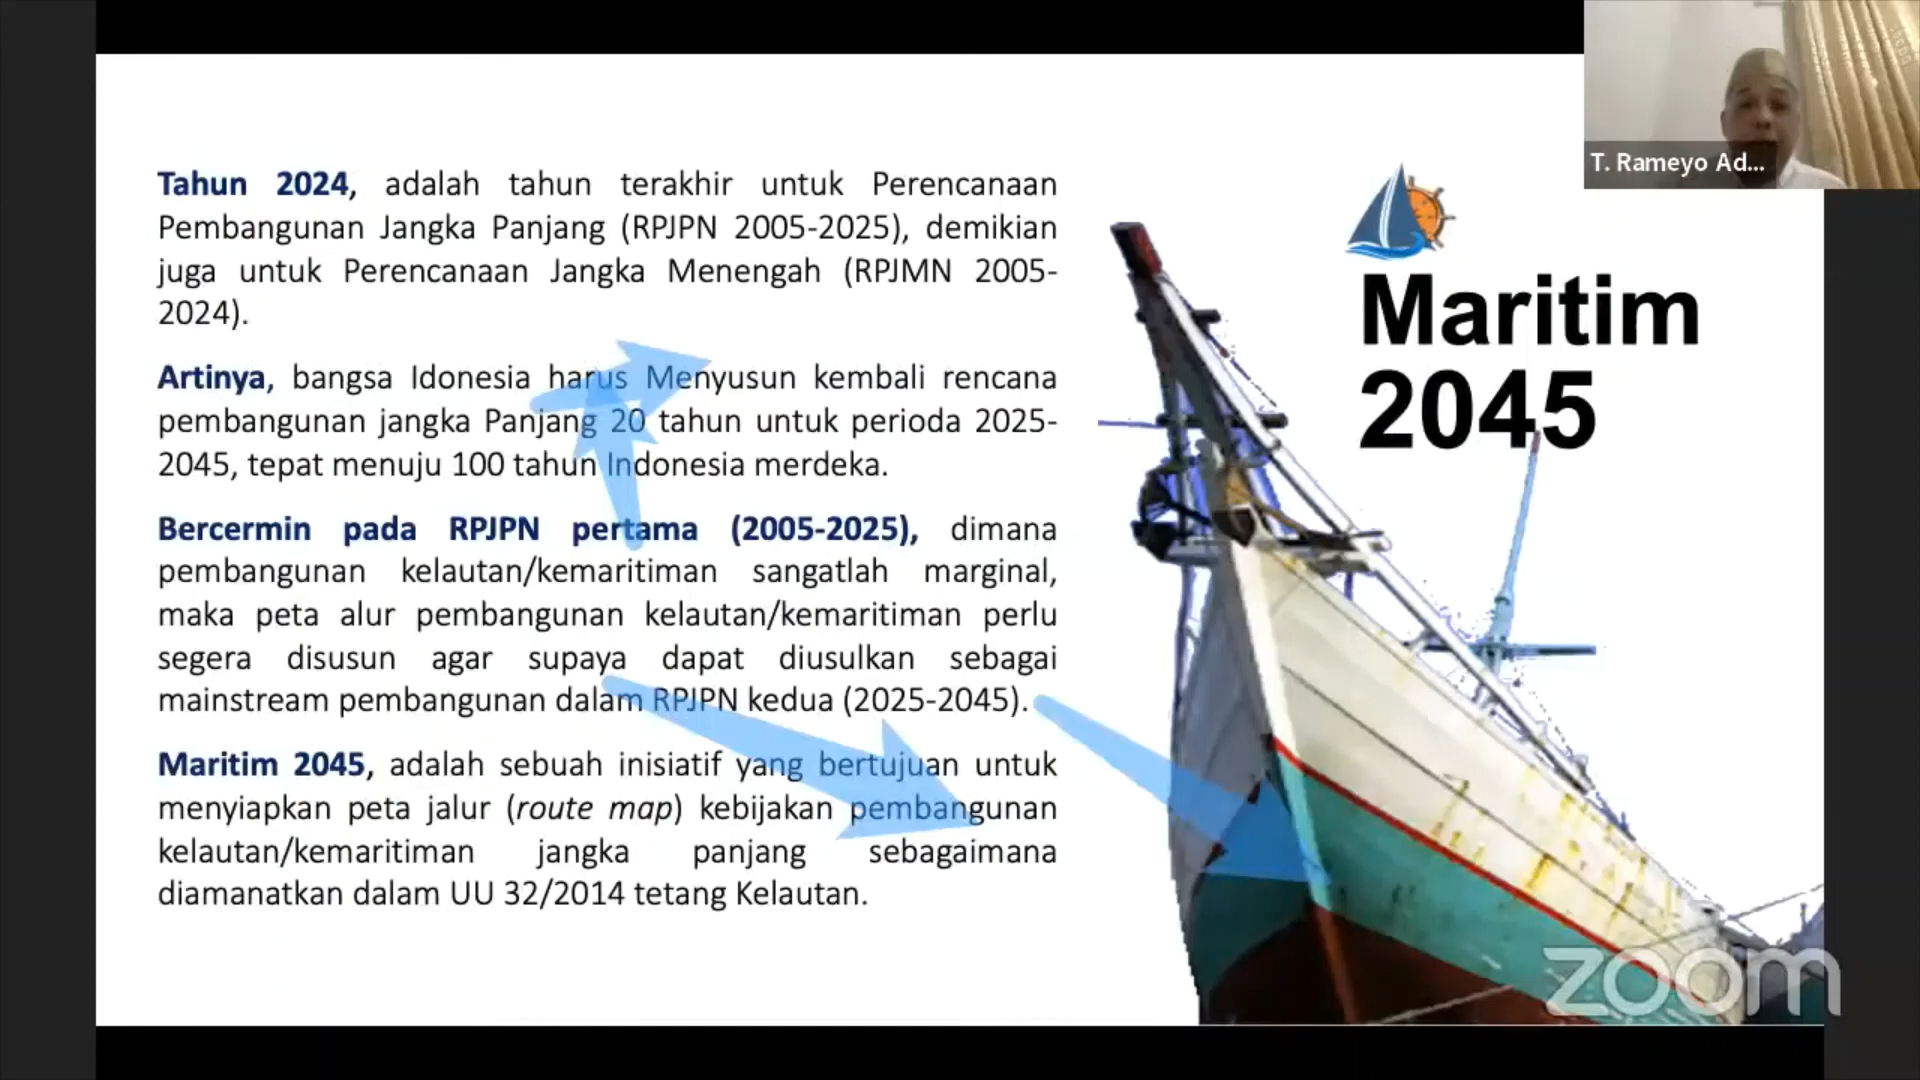 T. Rameyo Ad...
Tahun 2024, adalah tahun terakhir untuk Perencanaan
Pembangunan Jangka Panjang (RPJPN 2005-2025), demikian
juga untuk Perencanaan Jangka Menengah (RPJMN 2005-
2024).
Artinya, bangsa Idonesia harus Menyusun kembali rencana
pembangunan jangka Panjang 20 tahun untuk perioda 2025-
2045, tepat menuju 100 tahun Indonesia merdeka.
Bercermin pada RPJPN pertama (2005-2025), dimana
pembangunan kelautan/kemaritiman sangatlah marginal,
maka peta alur pembangunan kelautan/kemaritiman perlu
segera disusun agar supaya dapat diusulkan sebagai
mainstream pembangunan dalam RPJPN kedua (2025-2045).
Maritim 2045, adalah sebuah inisiatif yang bertujuan untuk
menyiapkan peta jalur (route map) kebijakan pembangunan
kelautan/kemaritiman jangka panjang sebagaimana
diamanatkan dalam UU 32/2014 tetang Kelautan.
Maritim
2045
zoom